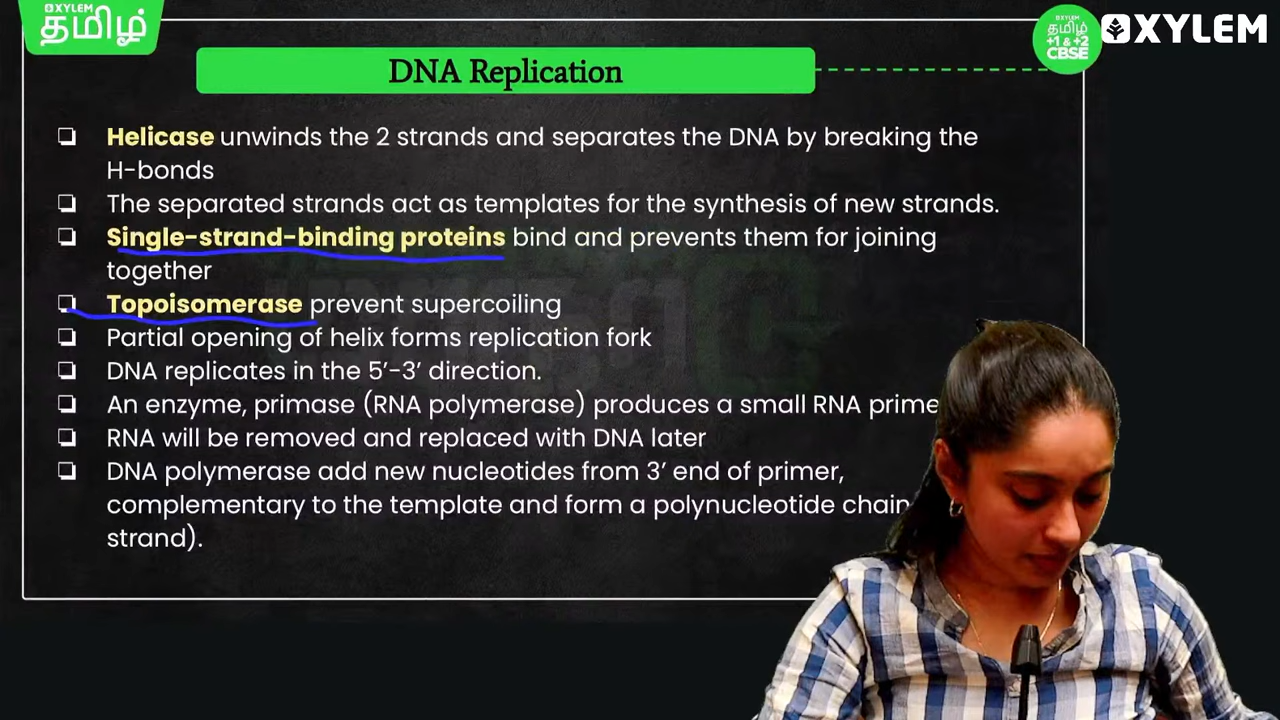 OXYLEM
தமிழ்
OXYLEM
தமிழ்
+1 & +2
CBSE
OXYLEM
DNA Replication
❑ Helicase unwinds the 2 strands and separates the DNA by breaking the
H-bonds
❑ The separated strands act as templates for the synthesis of new strands.
❑ Single-strand-binding proteins bind and prevents them for joining
together
❑ Topoisomerase prevent supercoiling
❑ Partial opening of helix forms replication fork
❑ DNA replicates in the 5’-3’ direction.
❑ An enzyme, primase (RNA polymerase) produces a small RNA
❑ RNA will be removed and replaced with DNA later
❑ DNA polymerase add new nucleotides from 3’ end of primer,
complementary to the template and form a polynucleotide chain
strand).